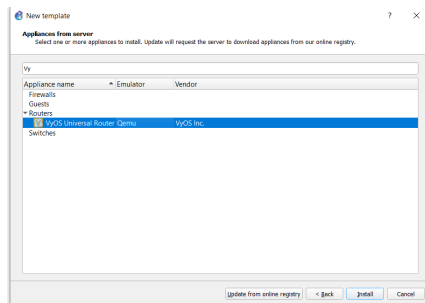 New template ? ×
Appliances from server
Select one or more appliances to install. Update will request the server to download appliances from our online registry.
Vy
Appliance name Emulator Vendor
Firewalls
Guests
Routers
VyOS Universal Router Qemu VyOS Inc.
Switches
Update from online registry < Back Install Cancel